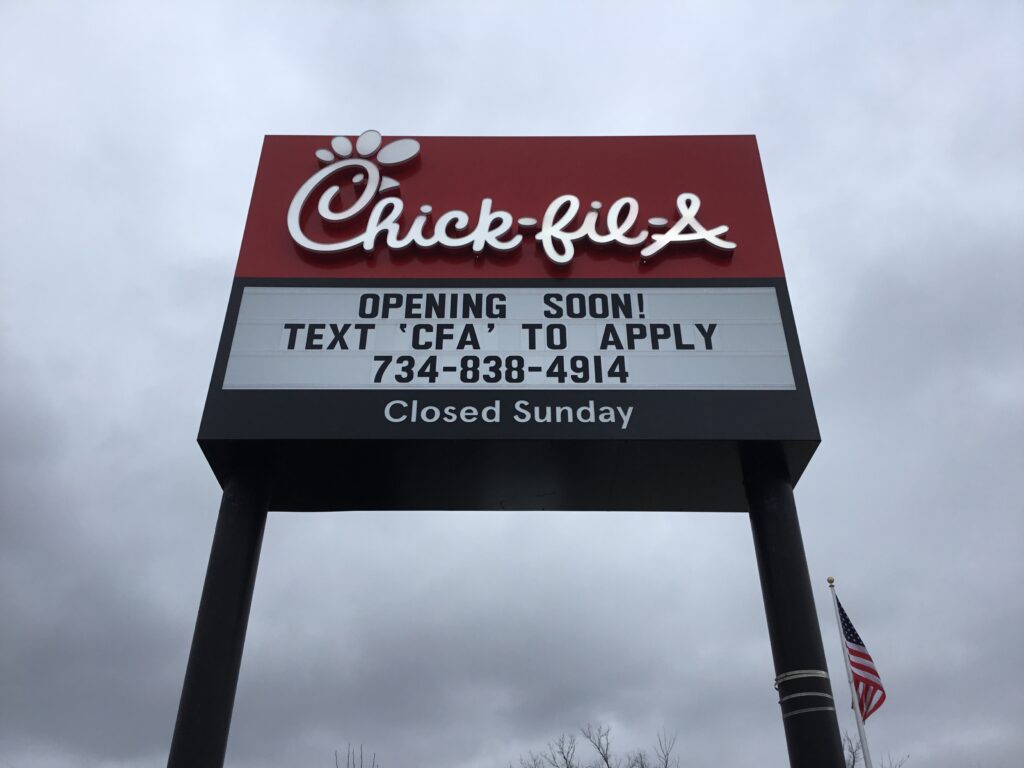 Chick-fil-A
OPENING SOON!
TEXT 'CFA' TO APPLY
734-838-4914
Closed Sunday